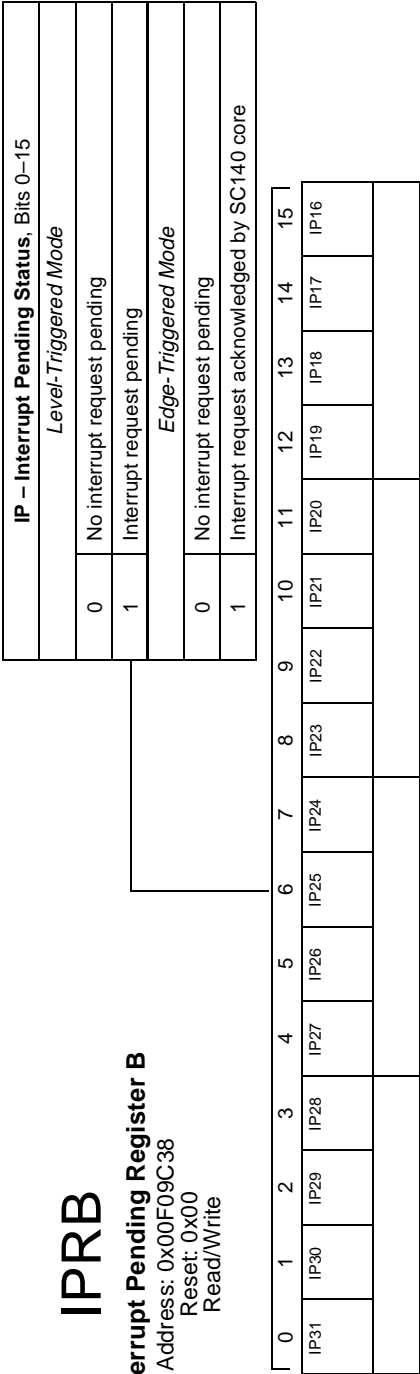 IPRB
errupt Pending Register B
Address: 0x00F09C38
Reset: 0x00
Read/Write
IP – Interrupt Pending Status, Bits 0–15
Level-Triggered Mode
0 No interrupt request pending
1 Interrupt request pending
Edge-Triggered Mode
0 No interrupt request pending
1 Interrupt request acknowledged by SC140 core
0 1 2 3 4 5 6 7 8 9 10 11 12 13 14 15
IP31 IP30 IP29 IP28 IP27 IP26 IP25 IP24 IP23 IP22 IP21 IP20 IP19 IP18 IP17 IP16